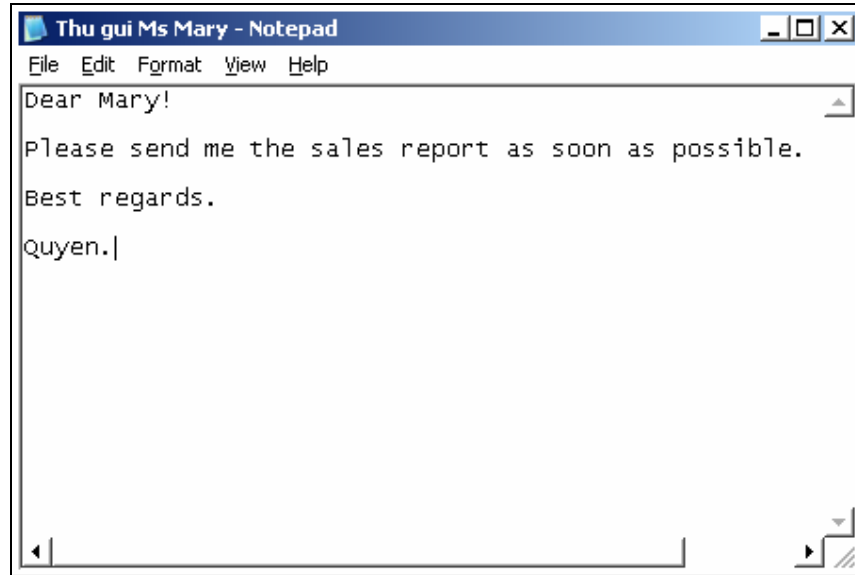 Thu gui Ms Mary - Notepad
File Edit Format View Help
Dear Mary!
Please send me the sales report as soon as possible.
Best regards.
Quyen.